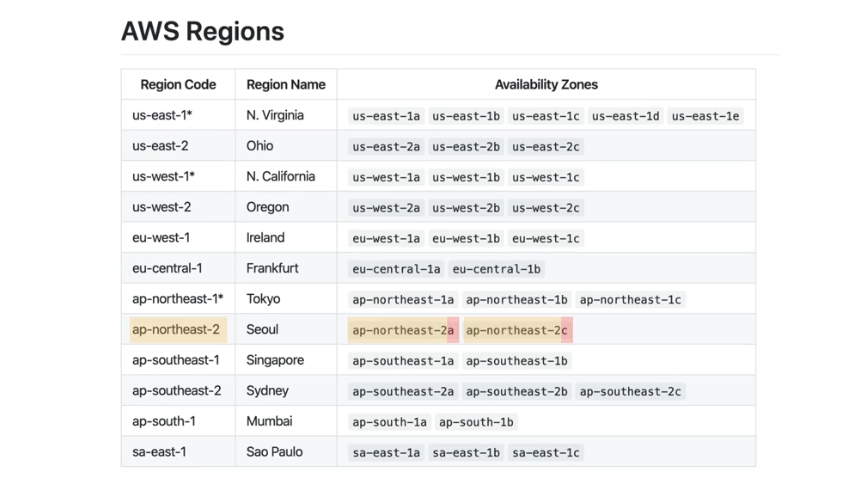 AWS Regions
Region Code Region Name Availability Zones
us-east-1* N. Virginia us-east-1a us-east-1b us-east-1c us-east-1d us-east-1e
us-east-2 Ohio us-east-2a us-east-2b us-east-2c
us-west-1* N. California us-west-1a us-west-1b us-west-1c
us-west-2 Oregon us-west-2a us-west-2b us-west-2c
eu-west-1 Ireland eu-west-1a eu-west-1b eu-west-1c
eu-central-1 Frankfurt eu-central-1a eu-central-1b
ap-northeast-1* Tokyo ap-northeast-1a ap-northeast-1b ap-northeast-1c
ap-northeast-2 Seoul ap-northeast-2a ap-northeast-2c
ap-southeast-1 Singapore ap-southeast-1a ap-southeast-1b
ap-southeast-2 Sydney ap-southeast-2a ap-southeast-2b ap-southeast-2c
ap-south-1 Mumbai ap-south-1a ap-south-1b
sa-east-1 Sao Paulo sa-east-1a sa-east-1b sa-east-1c